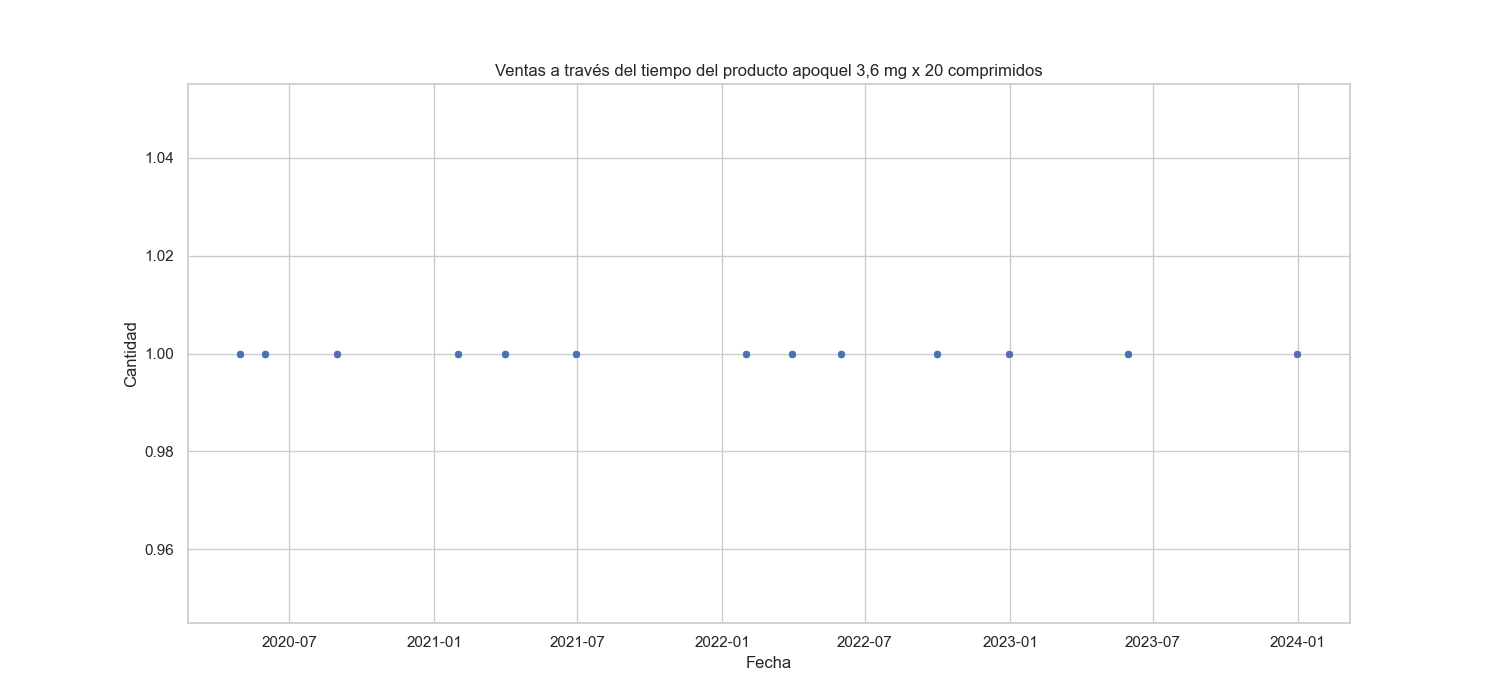 Ventas a través del tiempo del producto apoquel 3,6 mg x 20 comprimidos
1.04
1.02
1.00
0.98
0.96
Cantidad
2020-07 2021-01 2021-07 2022-01 2022-07 2023-01 2023-07 2024-01
Fecha